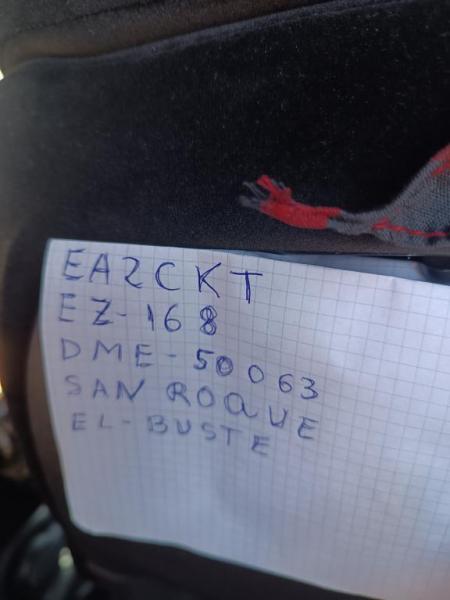 EA2CKT
EZ-168
DME-50063
SAN ROQUE
EL-BUSTE